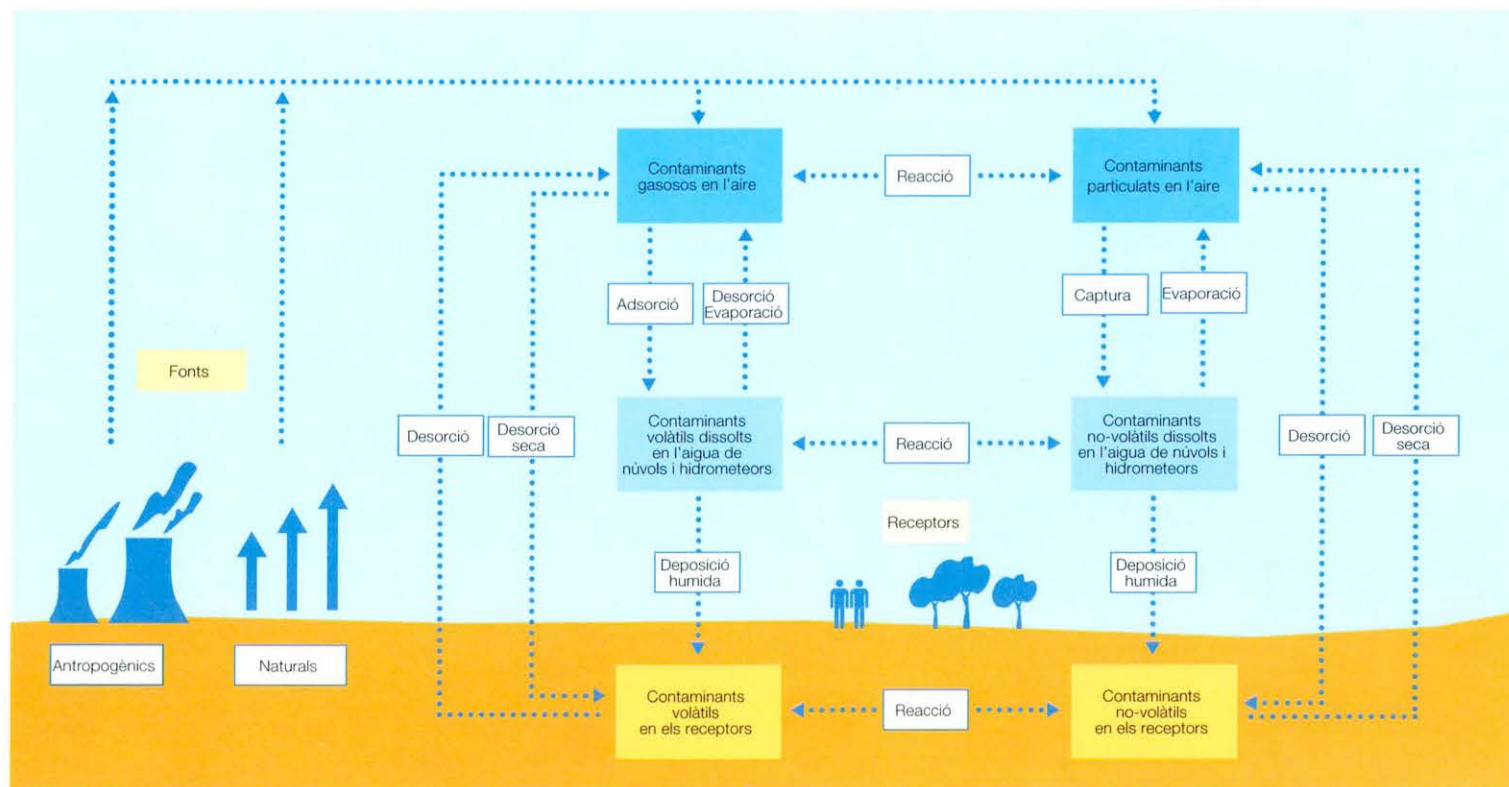 Contaminants
gasosos en l'aire
Reacció
Contaminants
particulats en l'aire
Adsorció
Desorció
Evaporació
Captura
Evaporació
Fonts
Desorció
Desorció
seca
Contaminants
volàtils dissolts
en l'aigua de
núvols i hidrometeors
Reacció
Contaminants
no-volàtils dissolts
en l'aigua de núvols i
hidrometeors
Desorció
Desorció
seca
Receptors
Deposició
humida
Deposició
humida
Antropogènics
Naturals
Contaminants
volàtils
en els receptors
Reacció
Contaminants
no-volàtils
en els receptors